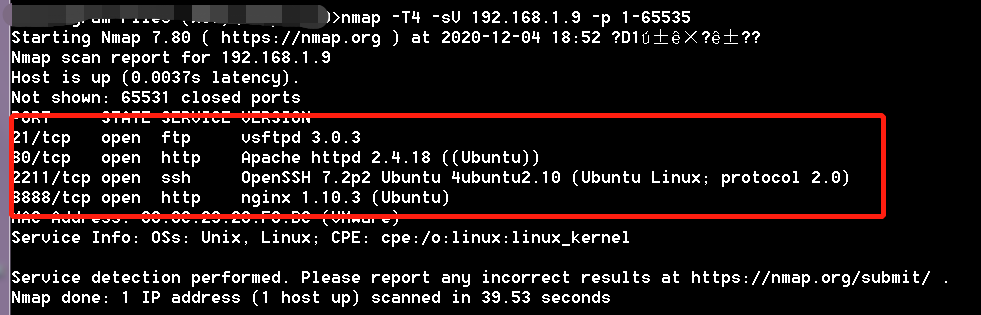 >nmap -T4 -sV 192.168.1.9 -p 1-65535
Starting Nmap 7.80 ( https://nmap.org ) at 2020-12-04 18:52 ?D1ú±ê×?ê±??
Nmap scan report for 192.168.1.9
Host is up (0.0037s latency).
Not shown: 65531 closed ports
PORT STATE SERVICE VERSION
21/tcp open ftp vsftpd 3.0.3
80/tcp open http Apache httpd 2.4.18 ((Ubuntu))
2211/tcp open ssh OpenSSH 7.2p2 Ubuntu 4ubuntu2.10 (Ubuntu Linux; protocol 2.0)
8888/tcp open http nginx 1.10.3 (Ubuntu)
MAC Address: (VMware)
Service Info: OSs: Unix, Linux; CPE: cpe:/o:linux:linux_kernel
Service detection performed. Please report any incorrect results at https://nmap.org/submit/ .
Nmap done: 1 IP address (1 host up) scanned in 39.53 seconds